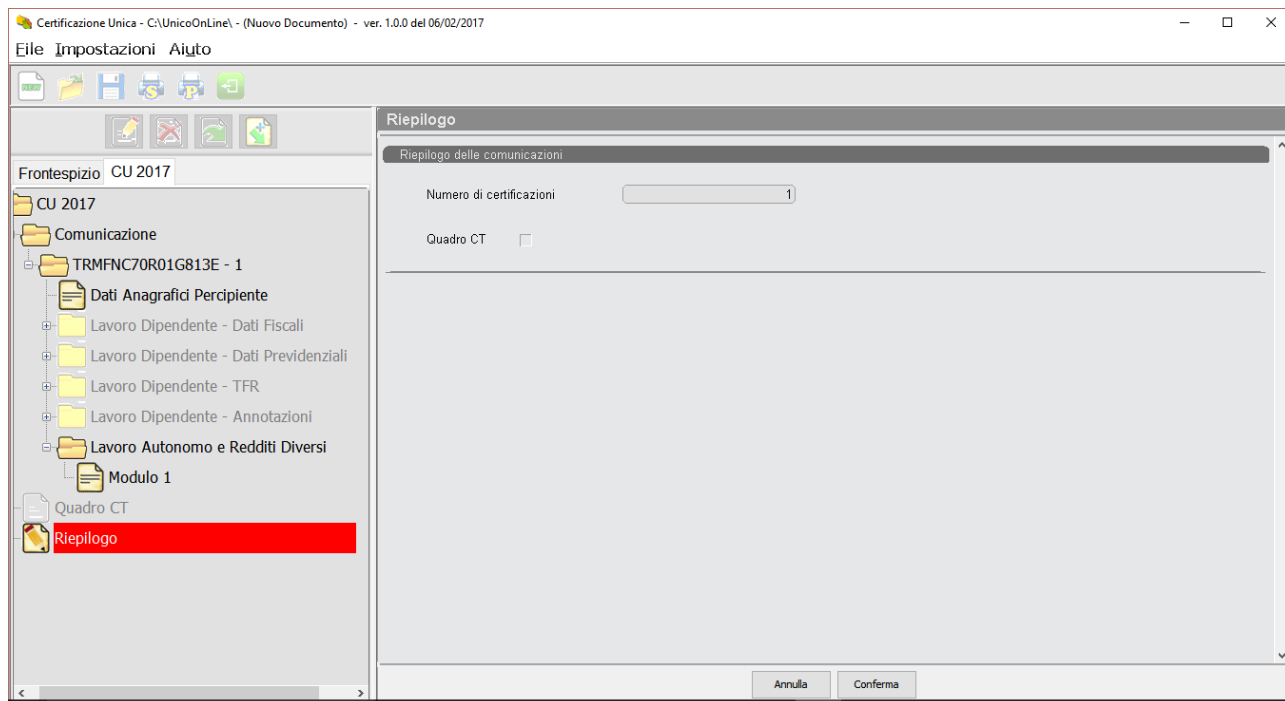 Certificazione Unica - C:\UnicoOnLine\ - (Nuovo Documento) - ver. 1.0.0 del 06/02/2017
File Impostazioni Aiuto
NEW S P
Riepilogo
Riepilogo delle comunicazioni
Frontespizio CU 2017
CU 2017
Numero di certificazioni 1
Comunicazione
Quadro CT
TRMFNC70R01G813E - 1
Dati Anagrafici Percipiente
Lavoro Dipendente - Dati Fiscali
Lavoro Dipendente - Dati Previdenziali
Lavoro Dipendente - TFR
Lavoro Dipendente - Annotazioni
Lavoro Autonomo e Redditi Diversi
Modulo 1
Quadro CT
Riepilogo
Annulla Conferma